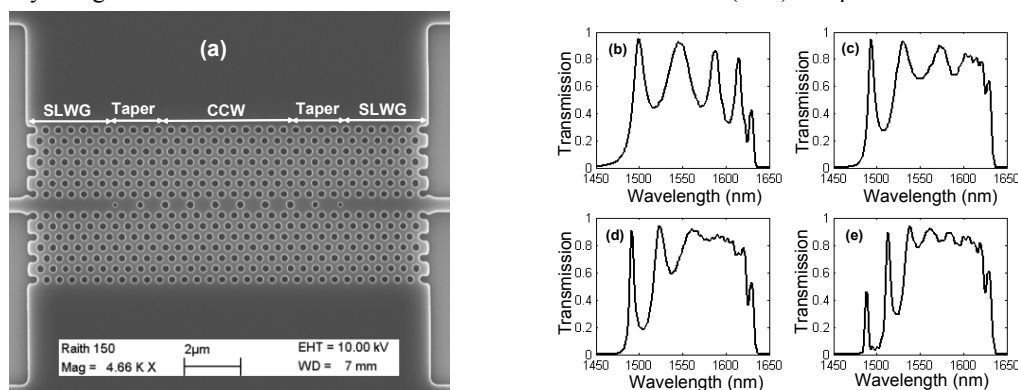 (a)
SLWG Taper CCW Taper SLWG
Raith 150 2μm EHT = 10.00 kV
Mag = 4.66 K X WD = 7 mm
(b)
Transmission
1
0.8
0.6
0.4
0.2
0
1450 1500 1550 1600 1650
Wavelength (nm)
(c)
Transmission
1
0.8
0.6
0.4
0.2
0
1450 1500 1550 1600 1650
Wavelength (nm)
(d)
Transmission
1
0.8
0.6
0.4
0.2
0
1450 1500 1550 1600 1650
Wavelength (nm)
(e)
Transmission
1
0.8
0.6
0.4
0.2
0
1450 1500 1550 1600 1650
Wavelength (nm)